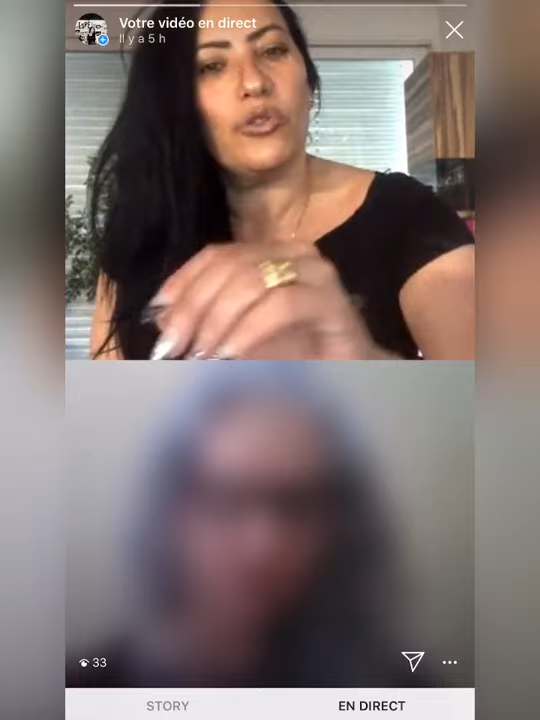 Votre vidéo en direct
Il y a 5 h
33
STORY
EN DIRECT